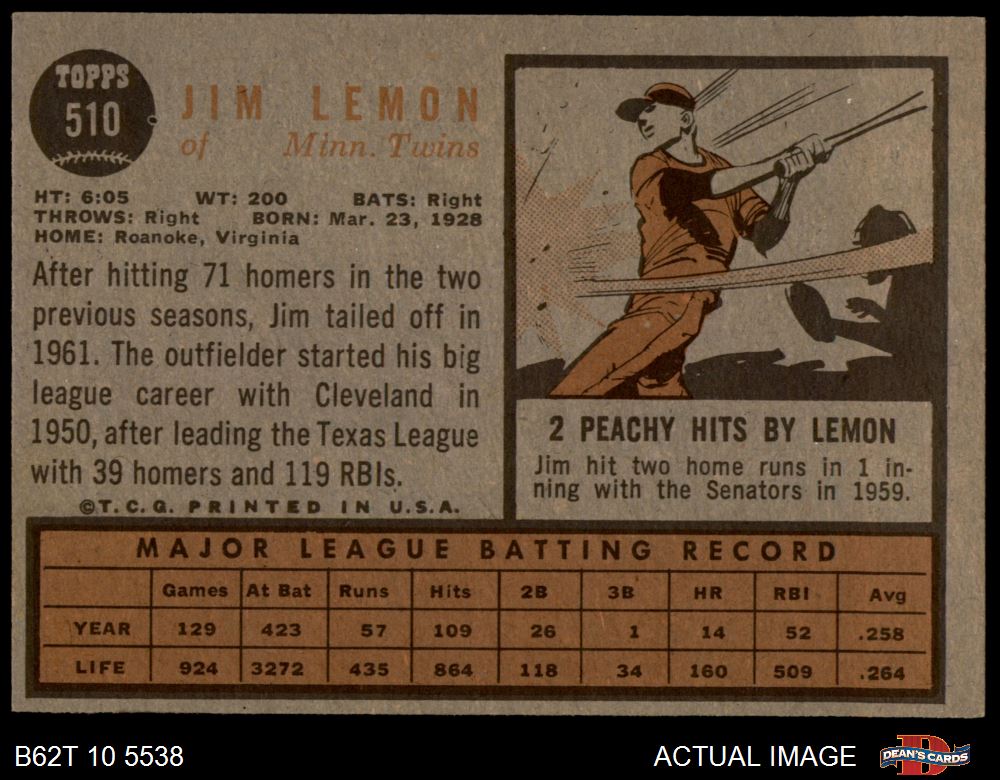 TOPPS
510
JIM LEMON
of Minn. Twins
HT: 6:05 WT: 200 BATS: Right
THROWS: Right BORN: Mar. 23, 1928
HOME: Roanoke, Virginia
After hitting 71 homers in the two
previous seasons, Jim tailed off in
1961. The outfielder started his big
league career with Cleveland in
1950, after leading the Texas League
with 39 homers and 119 RBIs.
©T.C.G. PRINTED IN U.S.A.
2 PEACHY HITS BY LEMON
Jim hit two home runs in 1 in-
ning with the Senators in 1959.
MAJOR LEAGUE BATTING RECORD
Games At Bat Runs Hits 2B 3B HR RBI Avg
YEAR 129 423 57 109 26 1 14 52 .258
LIFE 924 3272 435 864 118 34 160 509 .264
B62T 10 5538
ACTUAL IMAGE
DEAN'S CARDS